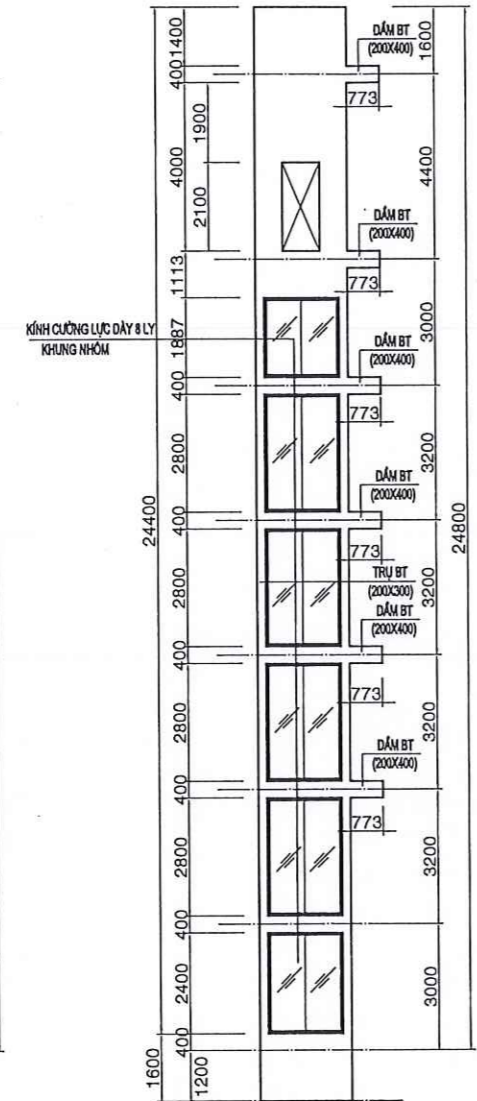 1400
400
1900
4000
2100
1113
KÍNH CƯỜNG LỰC DÀY 8 LY
KHUNG NHÔM
1887
400
2800
400
2800
400
2800
400
2800
400
2400
400
1600
1200
24400
DẦM BT
(200X400)
773
DẦM BT
(200X400)
773
DẦM BT
(200X400)
773
DẦM BT
(200X400)
773
TRỤ BT
(200X300)
DẦM BT
(200X400)
773
DẦM BT
(200X400)
773
1600
4400
3000
3200
3200
3200
3200
3000
24800